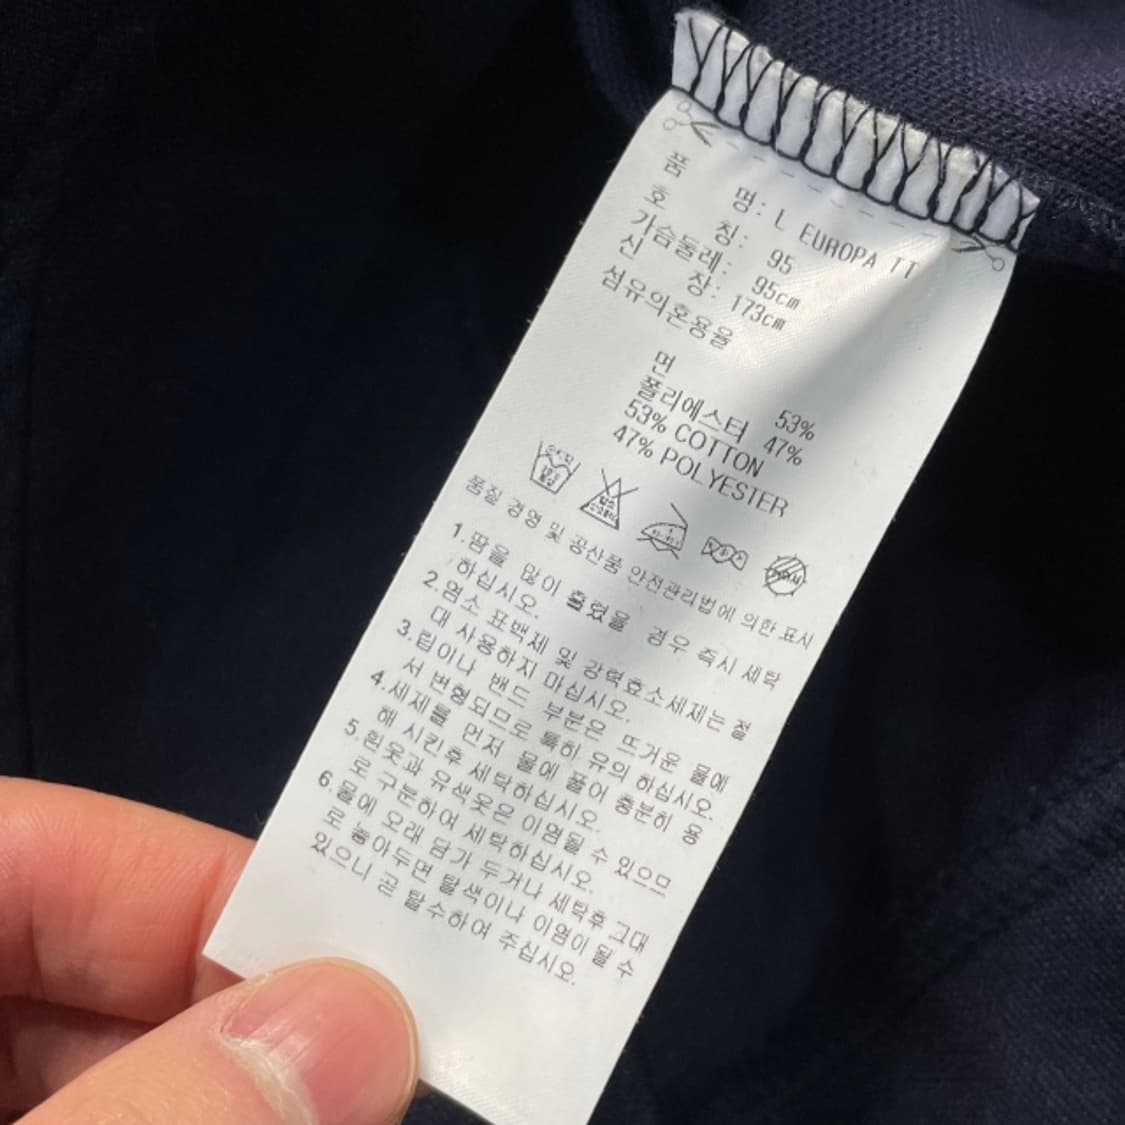 품 명: L EUROPA TT
호 칭: 95
가슴둘레: 95cm
신 장: 173cm
섬유의혼용율
면 53%
폴리에스터 47%
53% COTTON
47% POLYESTER
품질 경영 및 공산품 안전관리법에 의한 표시
1.땀을 많이 흘렸을 경우 즉시 세탁
하십시오.
2.염소 표백제 및 강력효소세제는 절
대 사용하지 마십시오.
3.립이나 밴드 부분은 뜨거운 물에
서 변형되므로 특히 유의 하십시오.
4.세제를 먼저 물에 풀어 충분히 용
해 시킨후 세탁하십시오.
5.흰옷과 유색옷은 이염될 수 있으므
로 구분하여 세탁하십시오.
6.물에 오래 담가 두거나 세탁후 그대
로 놓아두면 탈색이나 이염이 될 수
있으니 곧 탈수하여 주십시오.